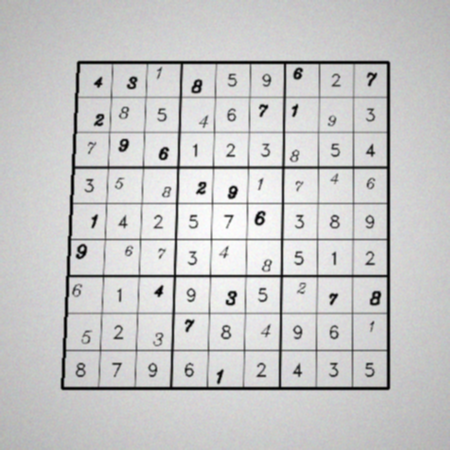 4 3 1 8 5 9 6 2 7
2 8 5 4 6 7 1 9 3
7 9 6 1 2 3 8 5 4
3 5 8 2 9 1 7 4 6
1 4 2 5 7 6 3 8 9
9 6 7 3 4 8 5 1 2
6 1 4 9 3 5 2 7 8
5 2 3 7 8 4 9 6 1
8 7 9 6 1 2 4 3 5